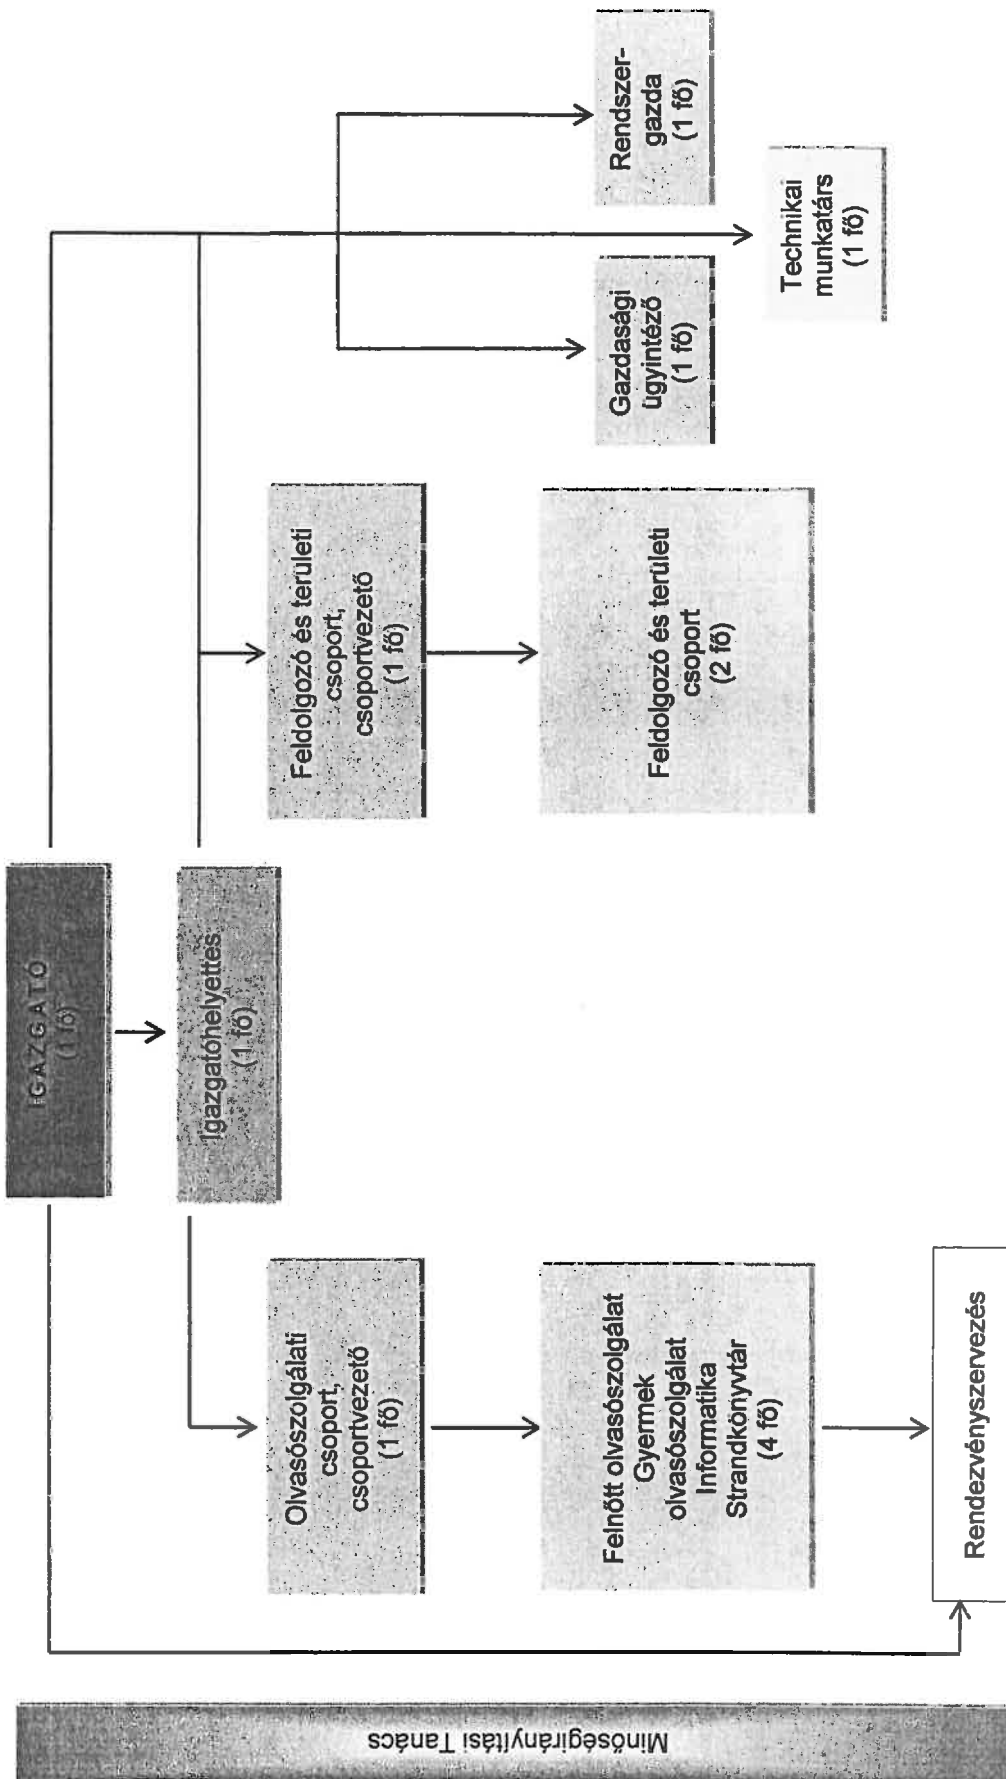 Minőségirányítási Tanács
IGAZGATÓ
(1 fő)
Igazgatóhelyettes
(1 fő)
Olvasószolgálati
csoport,
csoportvezető
(1 fő)
Feldolgozó és területi
csoport,
csoportvezető
(1 fő)
Felnőtt olvasószolgálat
Gyermek
olvasószolgálat
Informatika
Strandkönyvtár
(4 fő)
Feldolgozó és területi
csoport
(2 fő)
Gazdasági
ügyintéző
(1 fő)
Rendszer-
gazda
(1 fő)
Technikai
munkatárs
(1 fő)
Rendezvényszervezés